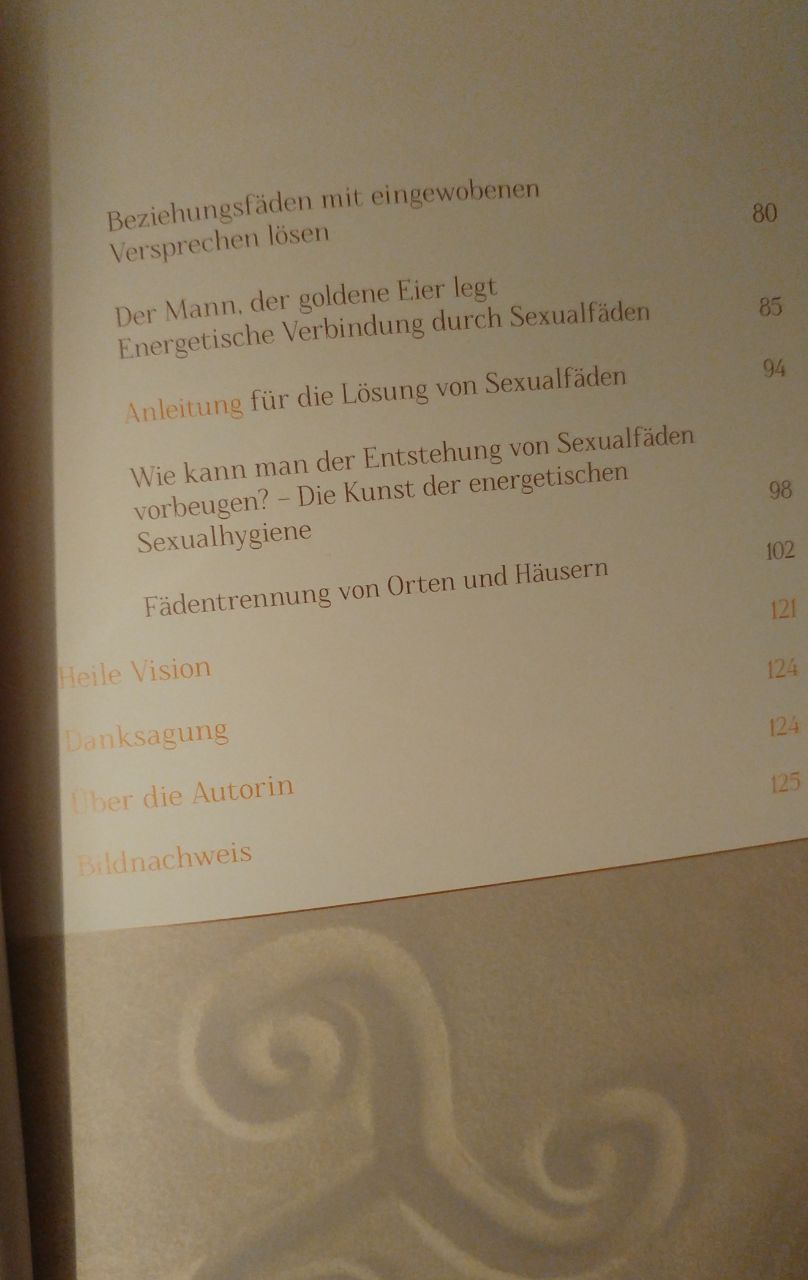 Beziehungsfäden mit eingewobenen
Versprechen lösen 80
Der Mann, der goldene Eier legt
Energetische Verbindung durch Sexualfäden 85
Anleitung für die Lösung von Sexualfäden 94
Wie kann man der Entstehung von Sexualfäden
vorbeugen? – Die Kunst der energetischen
Sexualhygiene 98
Fädentrennung von Orten und Häusern 102
Heile Vision 121
Danksagung 124
Über die Autorin 124
Bildnachweis 125